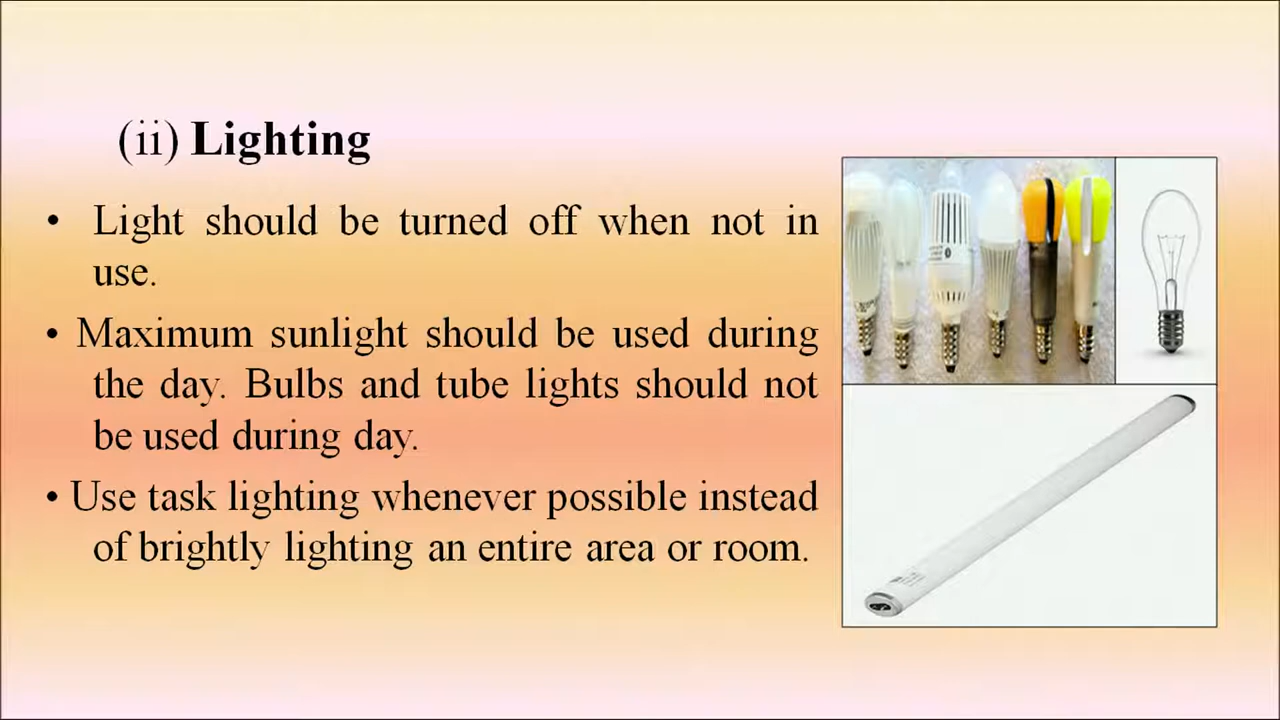 (ii) Lighting
• Light should be turned off when not in
use.
• Maximum sunlight should be used during
the day. Bulbs and tube lights should not
be used during day.
• Use task lighting whenever possible instead
of brightly lighting an entire area or room.